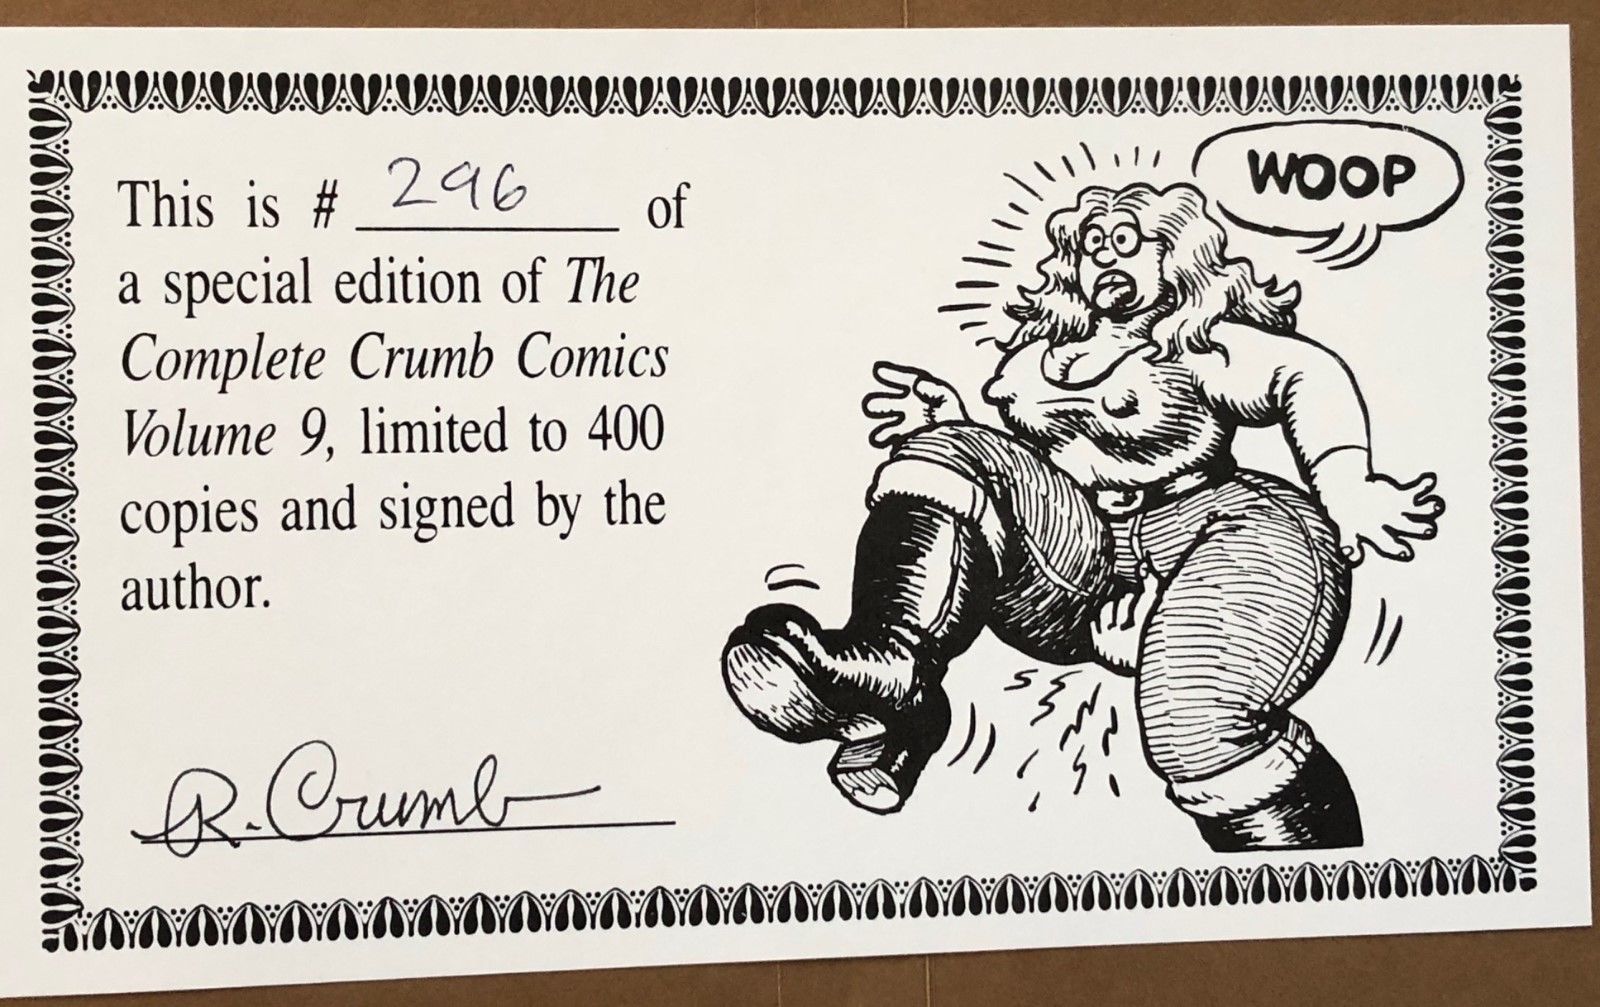 This is # 296 of
a special edition of The
Complete Crumb Comics
Volume 9, limited to 400
copies and signed by the
author.
R. Crumb
WOOP